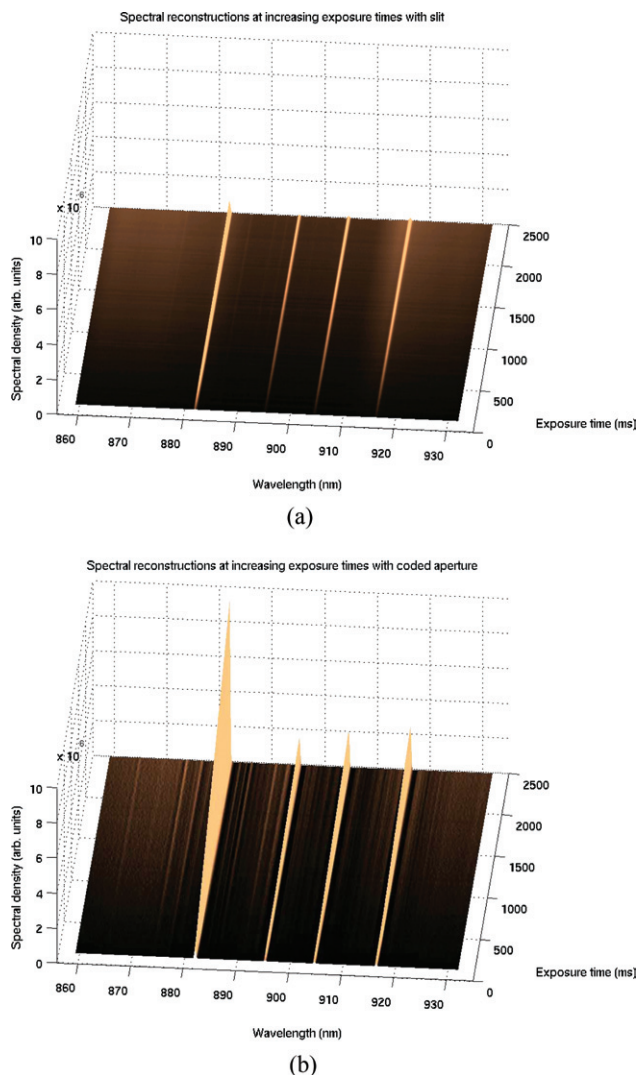 Spectral reconstructions at increasing exposure times with slit
x 10
6
10
8
6
4
2
0
Spectral density (arb. units)
2500
2000
1500
1000
500
0
Exposure time (ms)
860 870 880 890 900 910 920 930
Wavelength (nm)
(a)
Spectral reconstructions at increasing exposure times with coded aperture
x 10
6
10
8
6
4
2
0
Spectral density (arb. units)
2500
2000
1500
1000
500
0
Exposure time (ms)
860 870 880 890 900 910 920 930
Wavelength (nm)
(b)